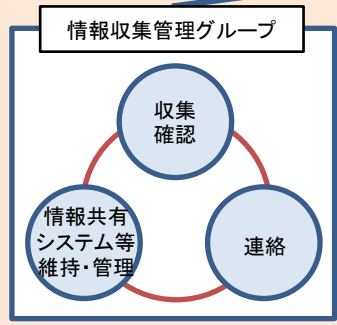 情報収集管理グループ
収集
確認
情報共有
システム等
維持・管理
連絡